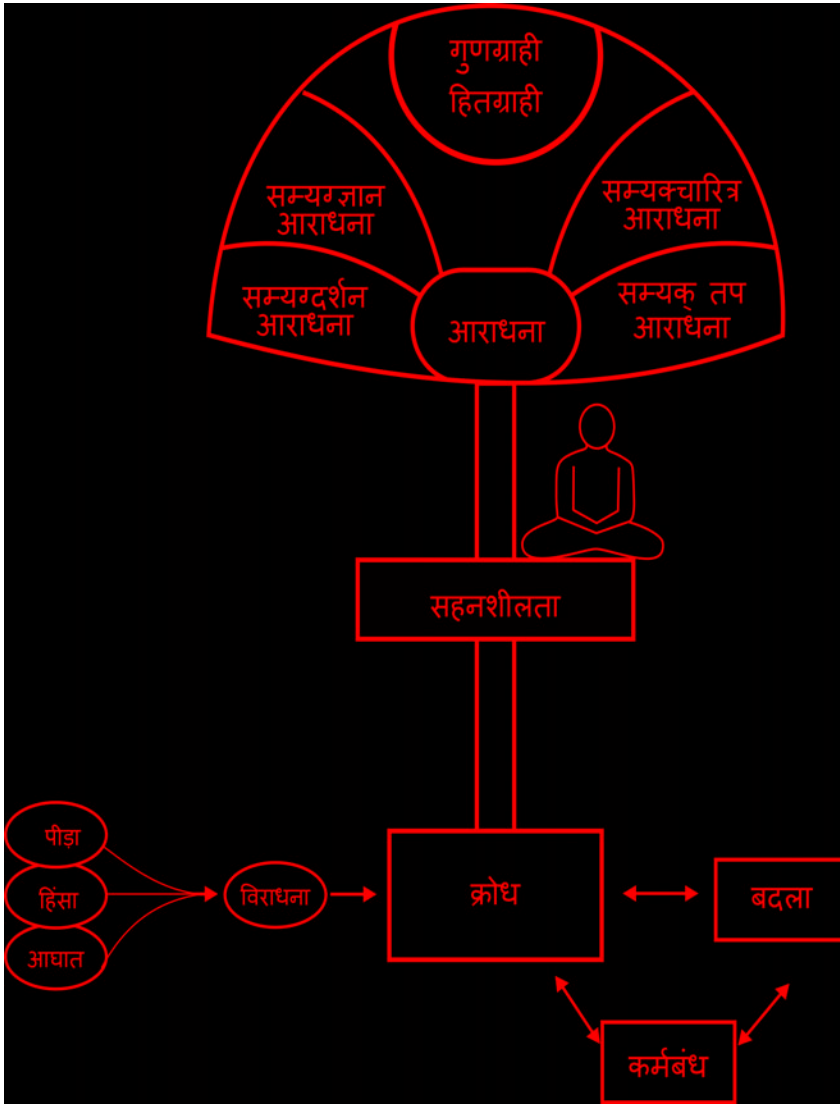 गुणग्राही
हितग्राही
सम्यग्ज्ञान
आराधना
सम्यक्चारित्र
आराधना
सम्यग्दर्शन
आराधना
आराधना
सम्यक् तप
आराधना
सहनशीलता
पीड़ा
हिंसा
आघात
विराधना
क्रोध
बदला
कर्मबंध